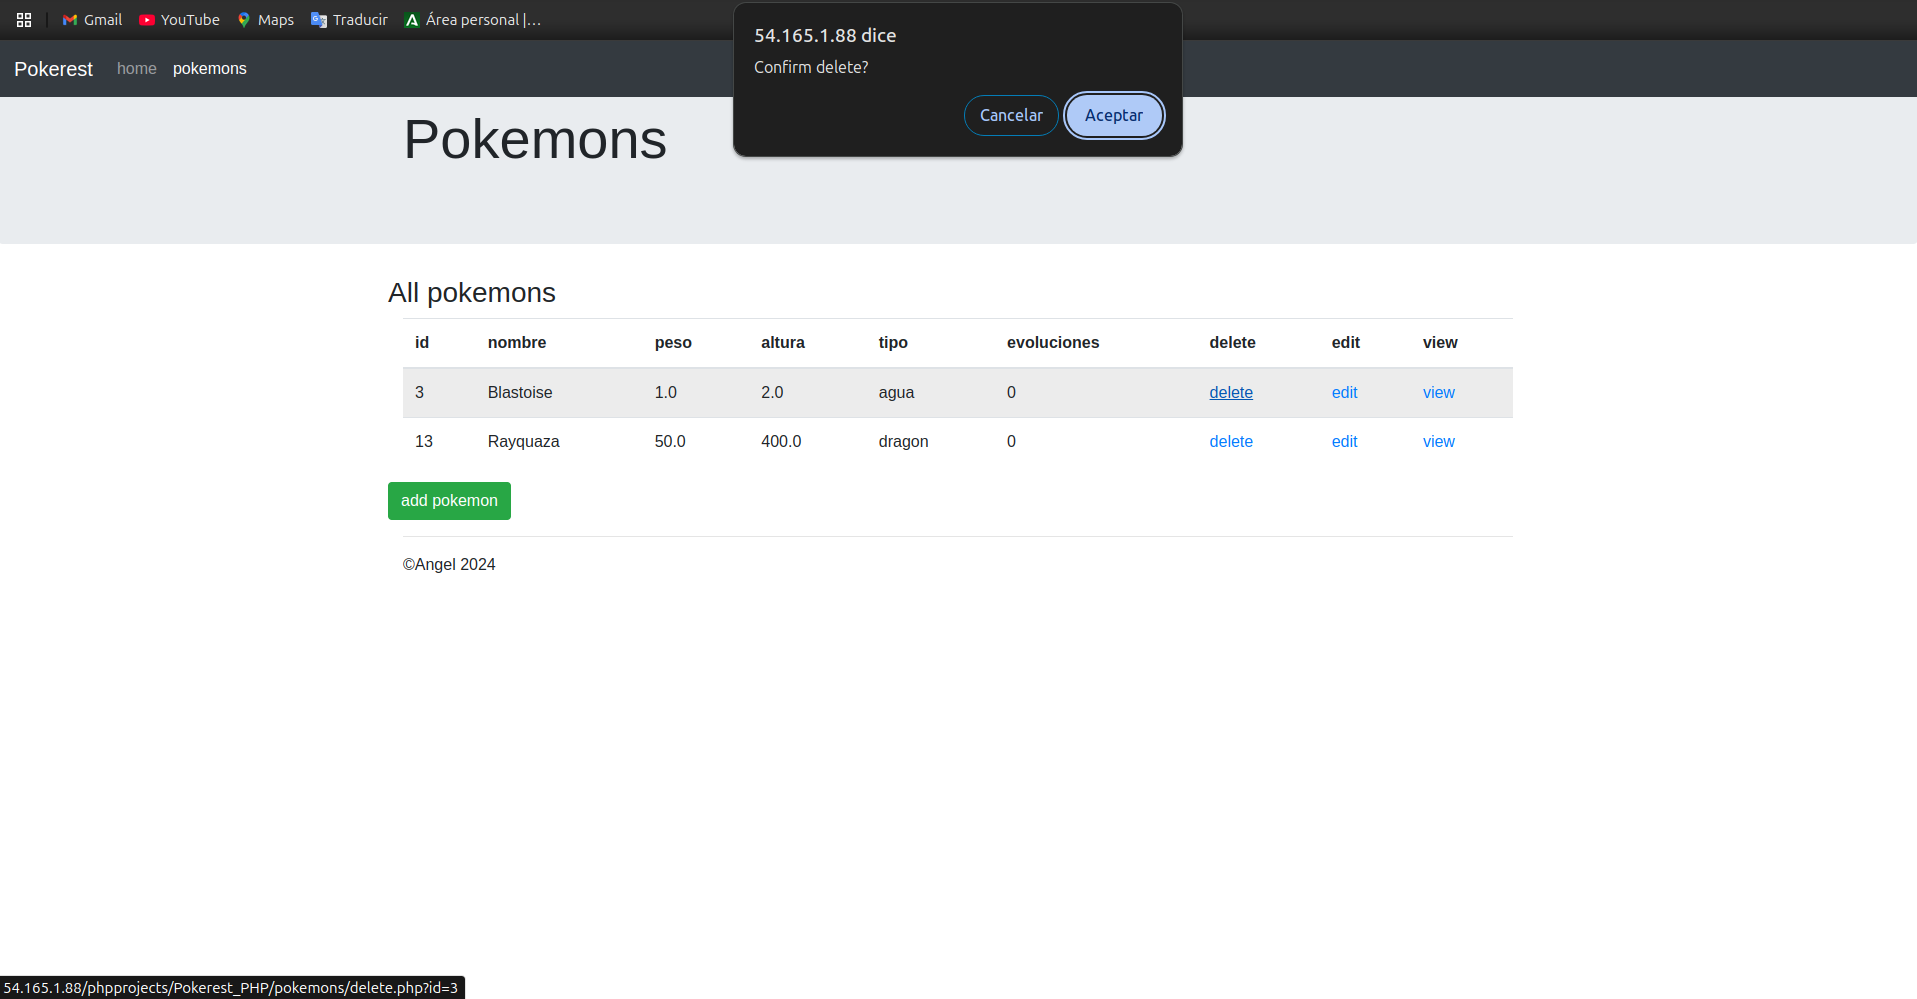 Gmail YouTube Maps Traducir Área personal |...
54.165.1.88 dice
Confirm delete?
Cancelar Aceptar
Pokerest home pokemons
Pokemons
All pokemons
id nombre peso altura tipo evoluciones delete edit view
3 Blastoise 1.0 2.0 agua 0 delete edit view
13 Rayquaza 50.0 400.0 dragon 0 delete edit view
add pokemon
©Angel 2024
54.165.1.88/phpprojects/Pokerest_PHP/pokemons/delete.php?id=3